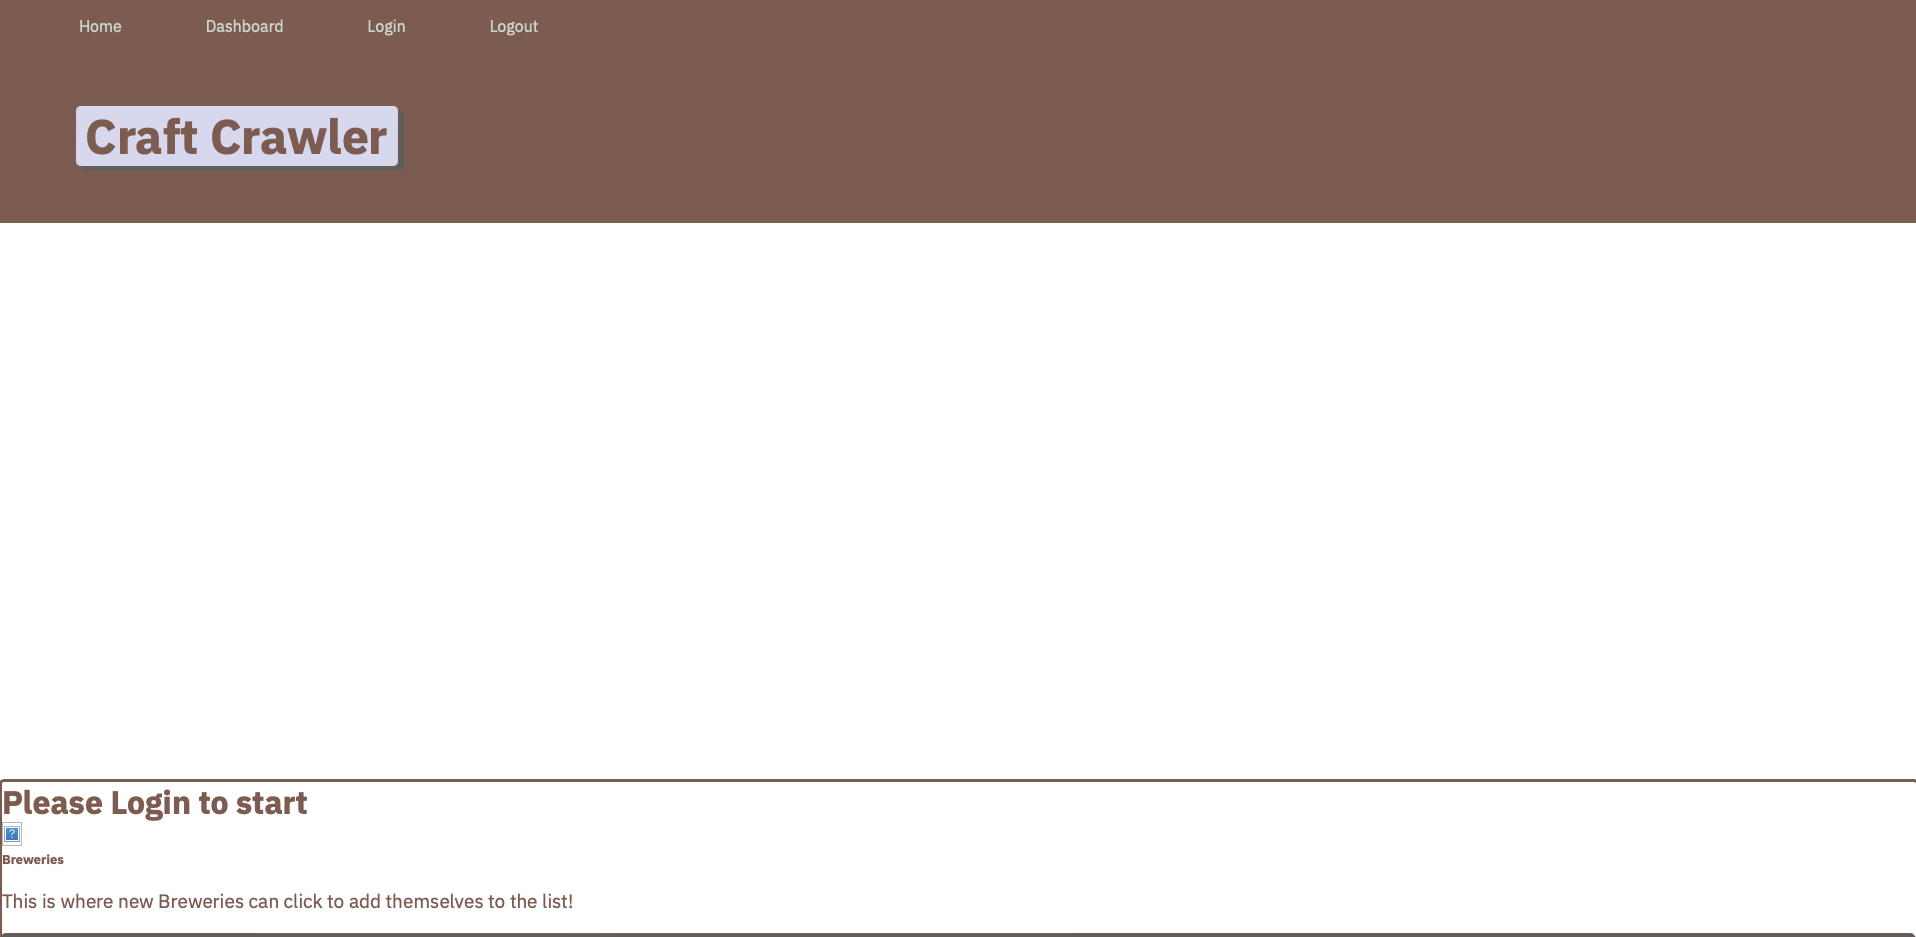 Home Dashboard Login Logout
Craft Crawler
Please Login to start
Breweries
This is where new Breweries can click to add themselves to the list!